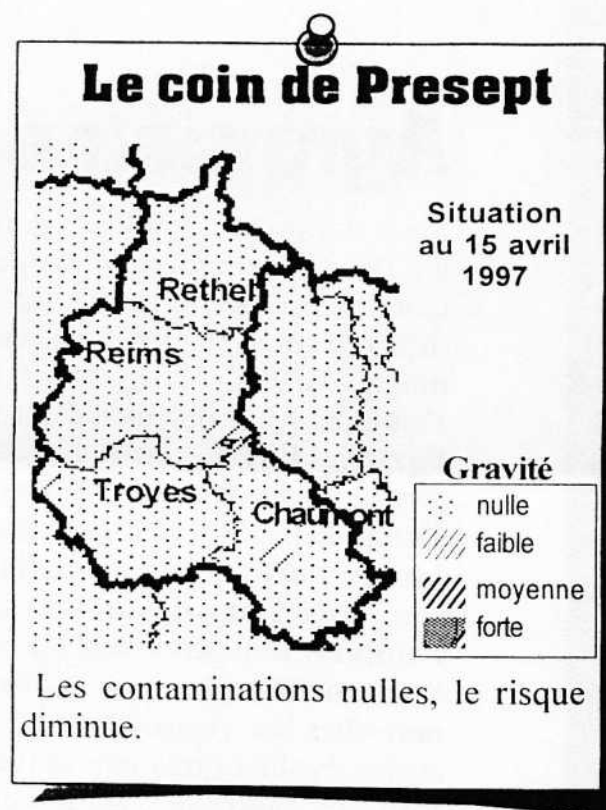 Le coin de Presept
Situation
au 15 avril
1997
Rethel
Reims
Troyes
Chaumont
Gravité
nulle
faible
moyenne
forte
Les contaminations nulles, le risque
diminue.